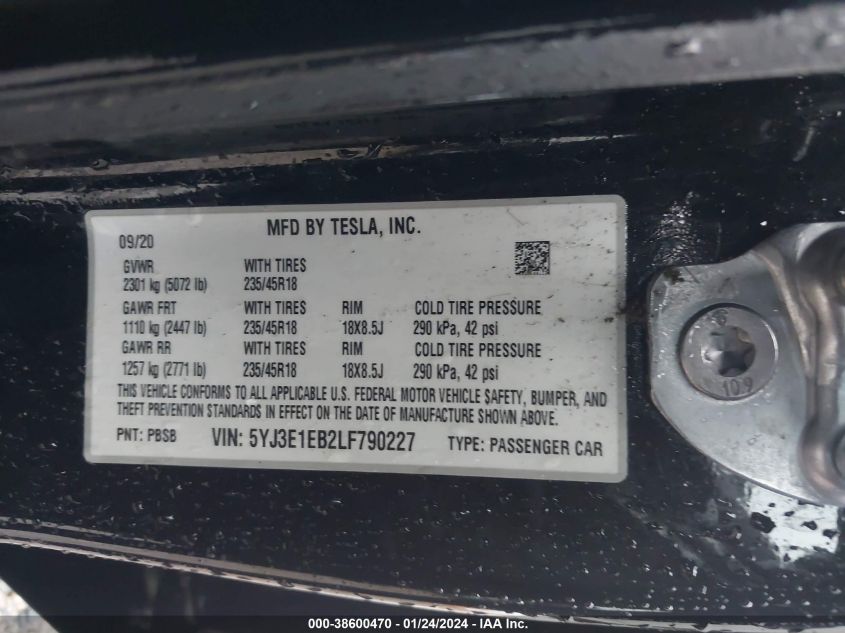 MFD BY TESLA, INC.
09/20
GVWR WITH TIRES
2301 kg (5072 lb) 235/45R18
GAWR FRT WITH TIRES RIM COLD TIRE PRESSURE
1110 kg (2447 lb) 235/45R18 18X8.5J 290 kPa, 42 psi
GAWR RR WITH TIRES RIM COLD TIRE PRESSURE
1257 kg (2771 lb) 235/45R18 18X8.5J 290 kPa, 42 psi
THIS VEHICLE CONFORMS TO ALL APPLICABLE U.S. FEDERAL MOTOR VEHICLE SAFETY, BUMPER, AND
THEFT PREVENTION STANDARDS IN EFFECT ON THE DATE OF MANUFACTURE SHOWN ABOVE.
PNT: PBSB VIN: 5YJ3E1EB2LF790227 TYPE: PASSENGER CAR
10.9
000-38600470 - 01/24/2024 - IAA Inc.